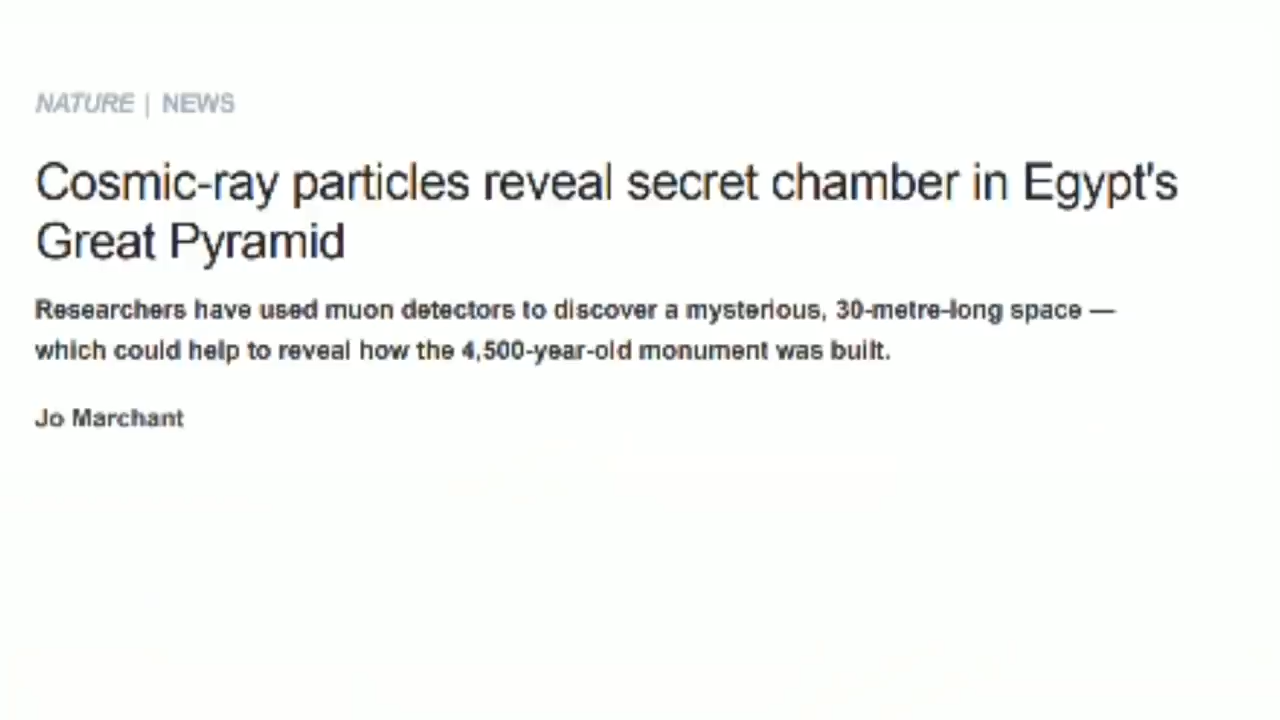 NATURE | NEWS
Cosmic-ray particles reveal secret chamber in Egypt's
Great Pyramid
Researchers have used muon detectors to discover a mysterious, 30-metre-long space —
which could help to reveal how the 4,500-year-old monument was built.
Jo Marchant